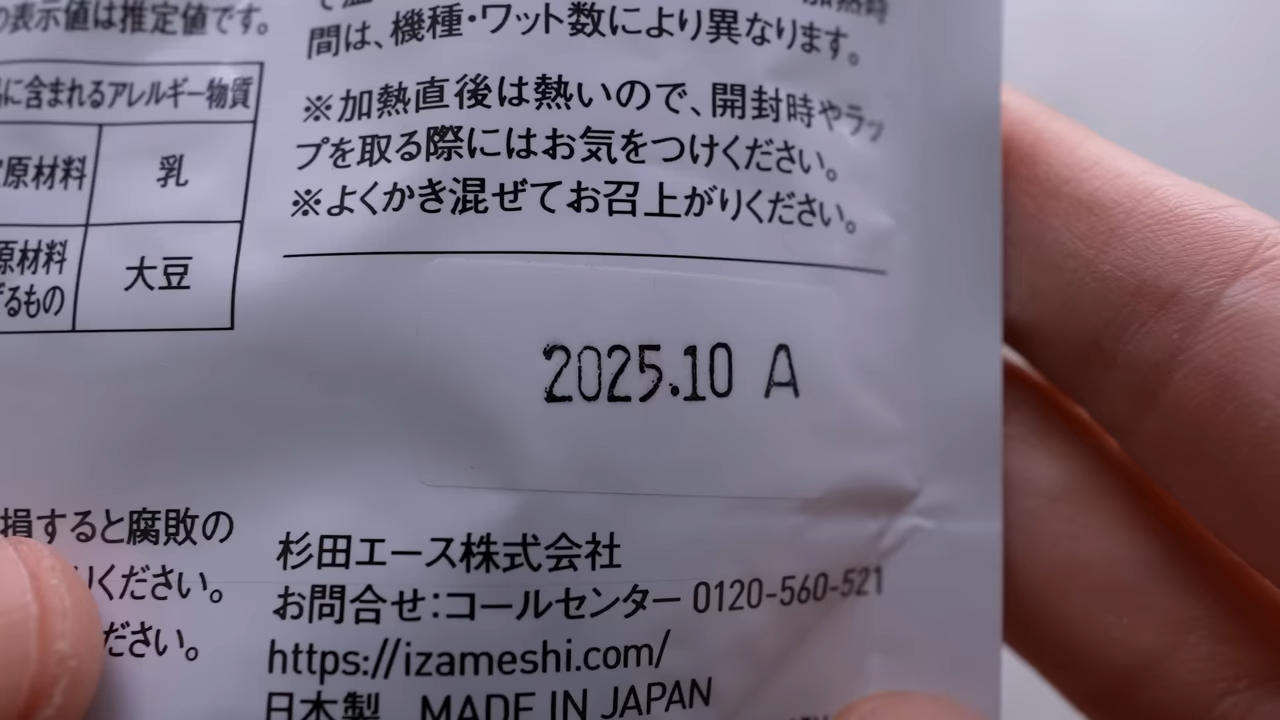 の表示値は推定値です。
に含まれるアレルギー物質
原材料 乳
原材料 大豆
るもの
間は、機種・ワット数により異なります。
※加熱直後は熱いので、開封時やラッ
プを取る際にはお気をつけください。
※よくかき混ぜてお召上がりください。
2025.10 A
損すると腐敗の
ください。
ださい。
杉田エース株式会社
お問合せ:コールセンター 0120-560-521
https://izameshi.com/
日本製 MADE IN JAPAN